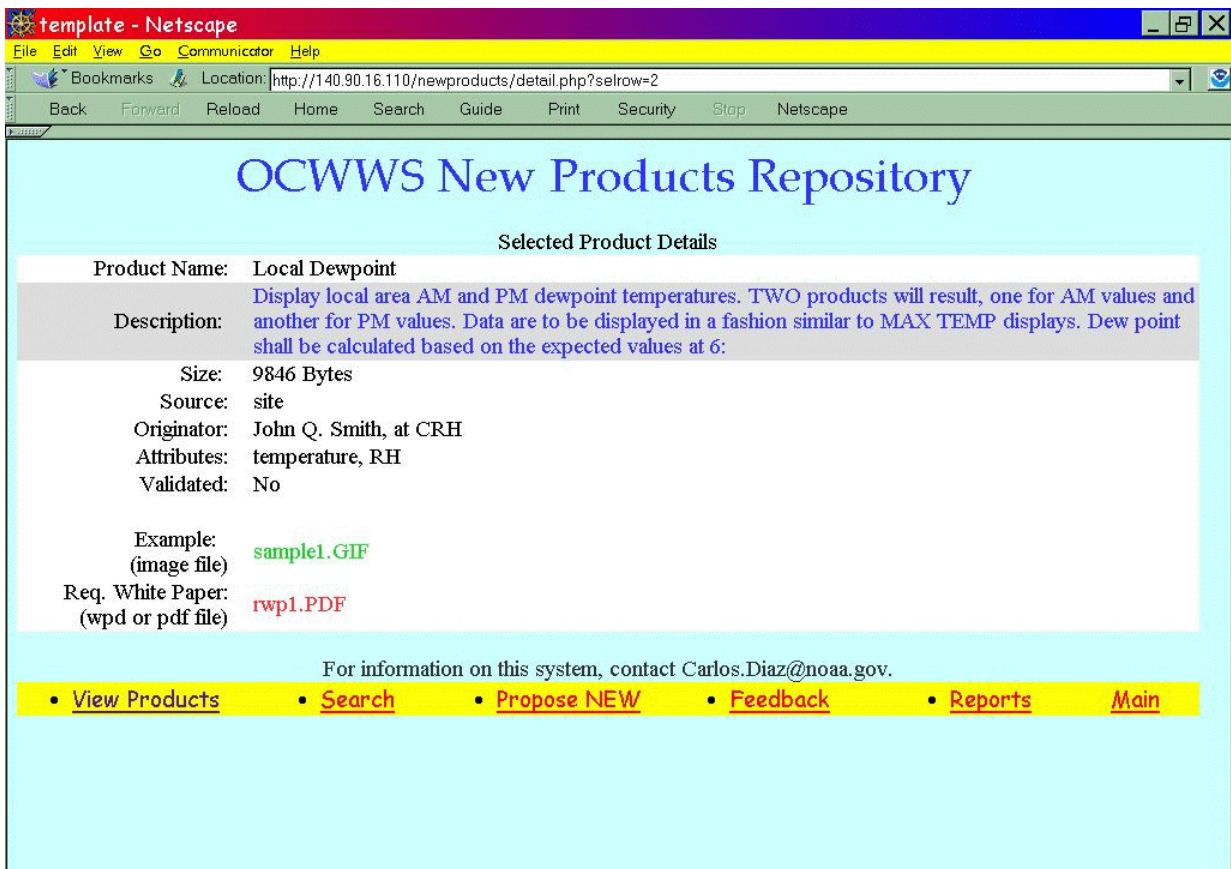 template - Netscape
File Edit View Go Communicator Help
Bookmarks Location: http://140.90.16.110/newproducts/detail.php?selrow=2
Back Forward Reload Home Search Guide Print Security Stop Netscape
OCWWS New Products Repository
Selected Product Details
Product Name: Local Dewpoint
Description: Display local area AM and PM dewpoint temperatures. TWO products will result, one for AM values and
another for PM values. Data are to be displayed in a fashion similar to MAX TEMP displays. Dew point
shall be calculated based on the expected values at 6:
Size: 9846 Bytes
Source: site
Originator: John Q. Smith, at CRH
Attributes: temperature, RH
Validated: No
Example:
(image file) sample1.GIF
Req. White Paper:
(wpd or pdf file) rwp1.PDF
For information on this system, contact Carlos.Diaz@noaa.gov.
• View Products • Search • Propose NEW • Feedback • Reports Main